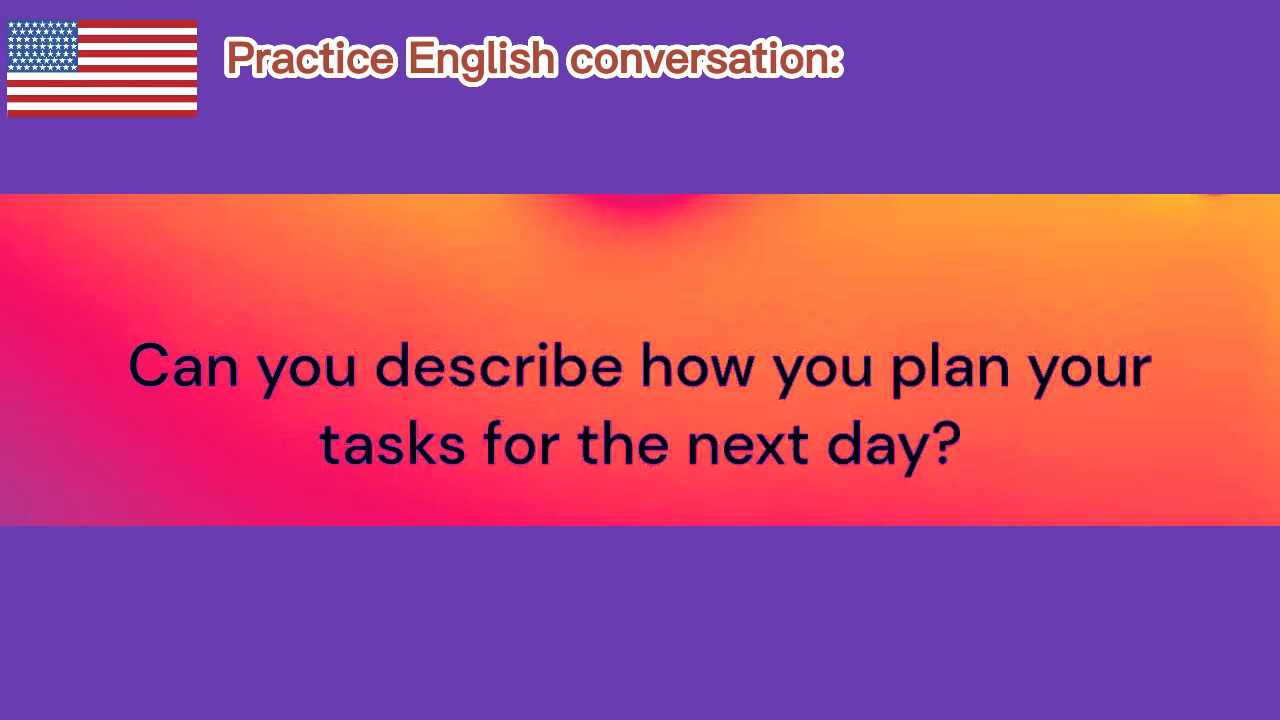 Practice English conversation:
Can you describe how you plan your
tasks for the next day?